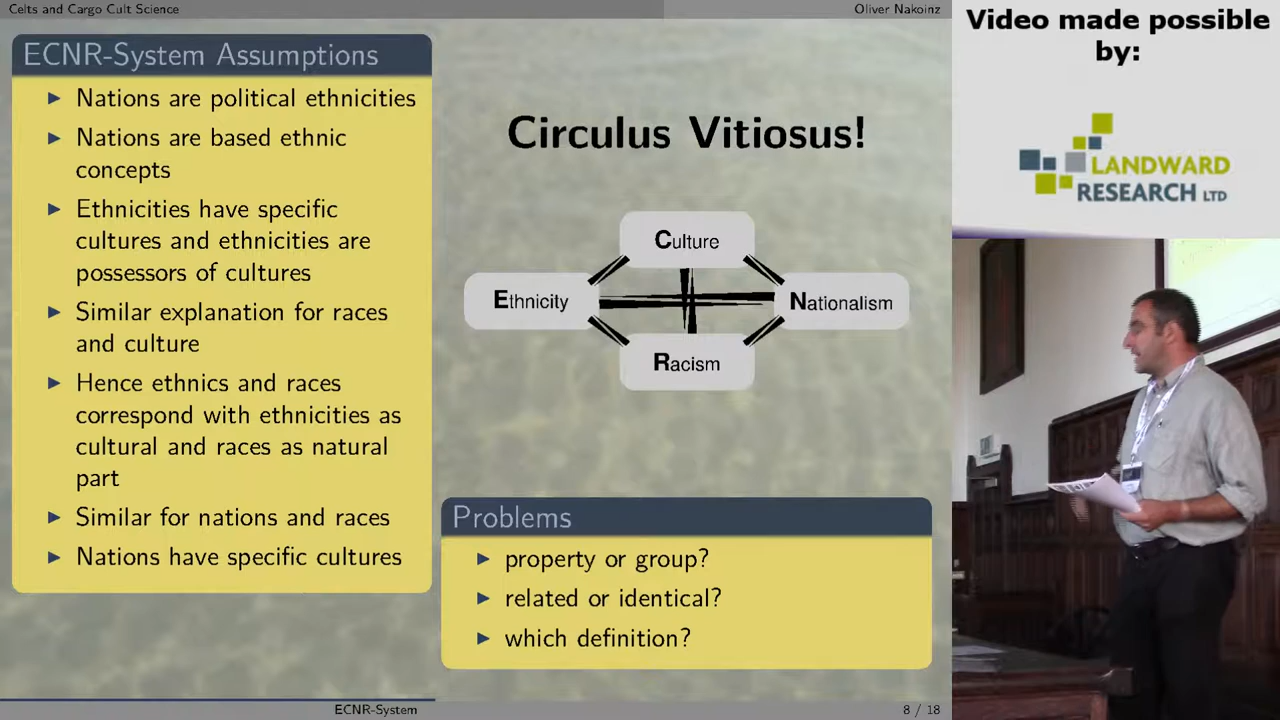 Celts and Cargo Cult Science
Oliver Nakoinz
ECNR-System Assumptions
Nations are political ethnicities
Nations are based ethnic
concepts
Ethnicities have specific
cultures and ethnicities are
possessors of cultures
Similar explanation for races
and culture
Hence ethnics and races
correspond with ethnicities as
cultural and races as natural
part
Similar for nations and races
Nations have specific cultures
Circulus Vitiosus!
Culture
Ethnicity
Nationalism
Racism
Problems
property or group?
related or identical?
which definition?
ECNR-System
8 / 18
Video made possible
by:
LANDWARD
RESEARCH LTD